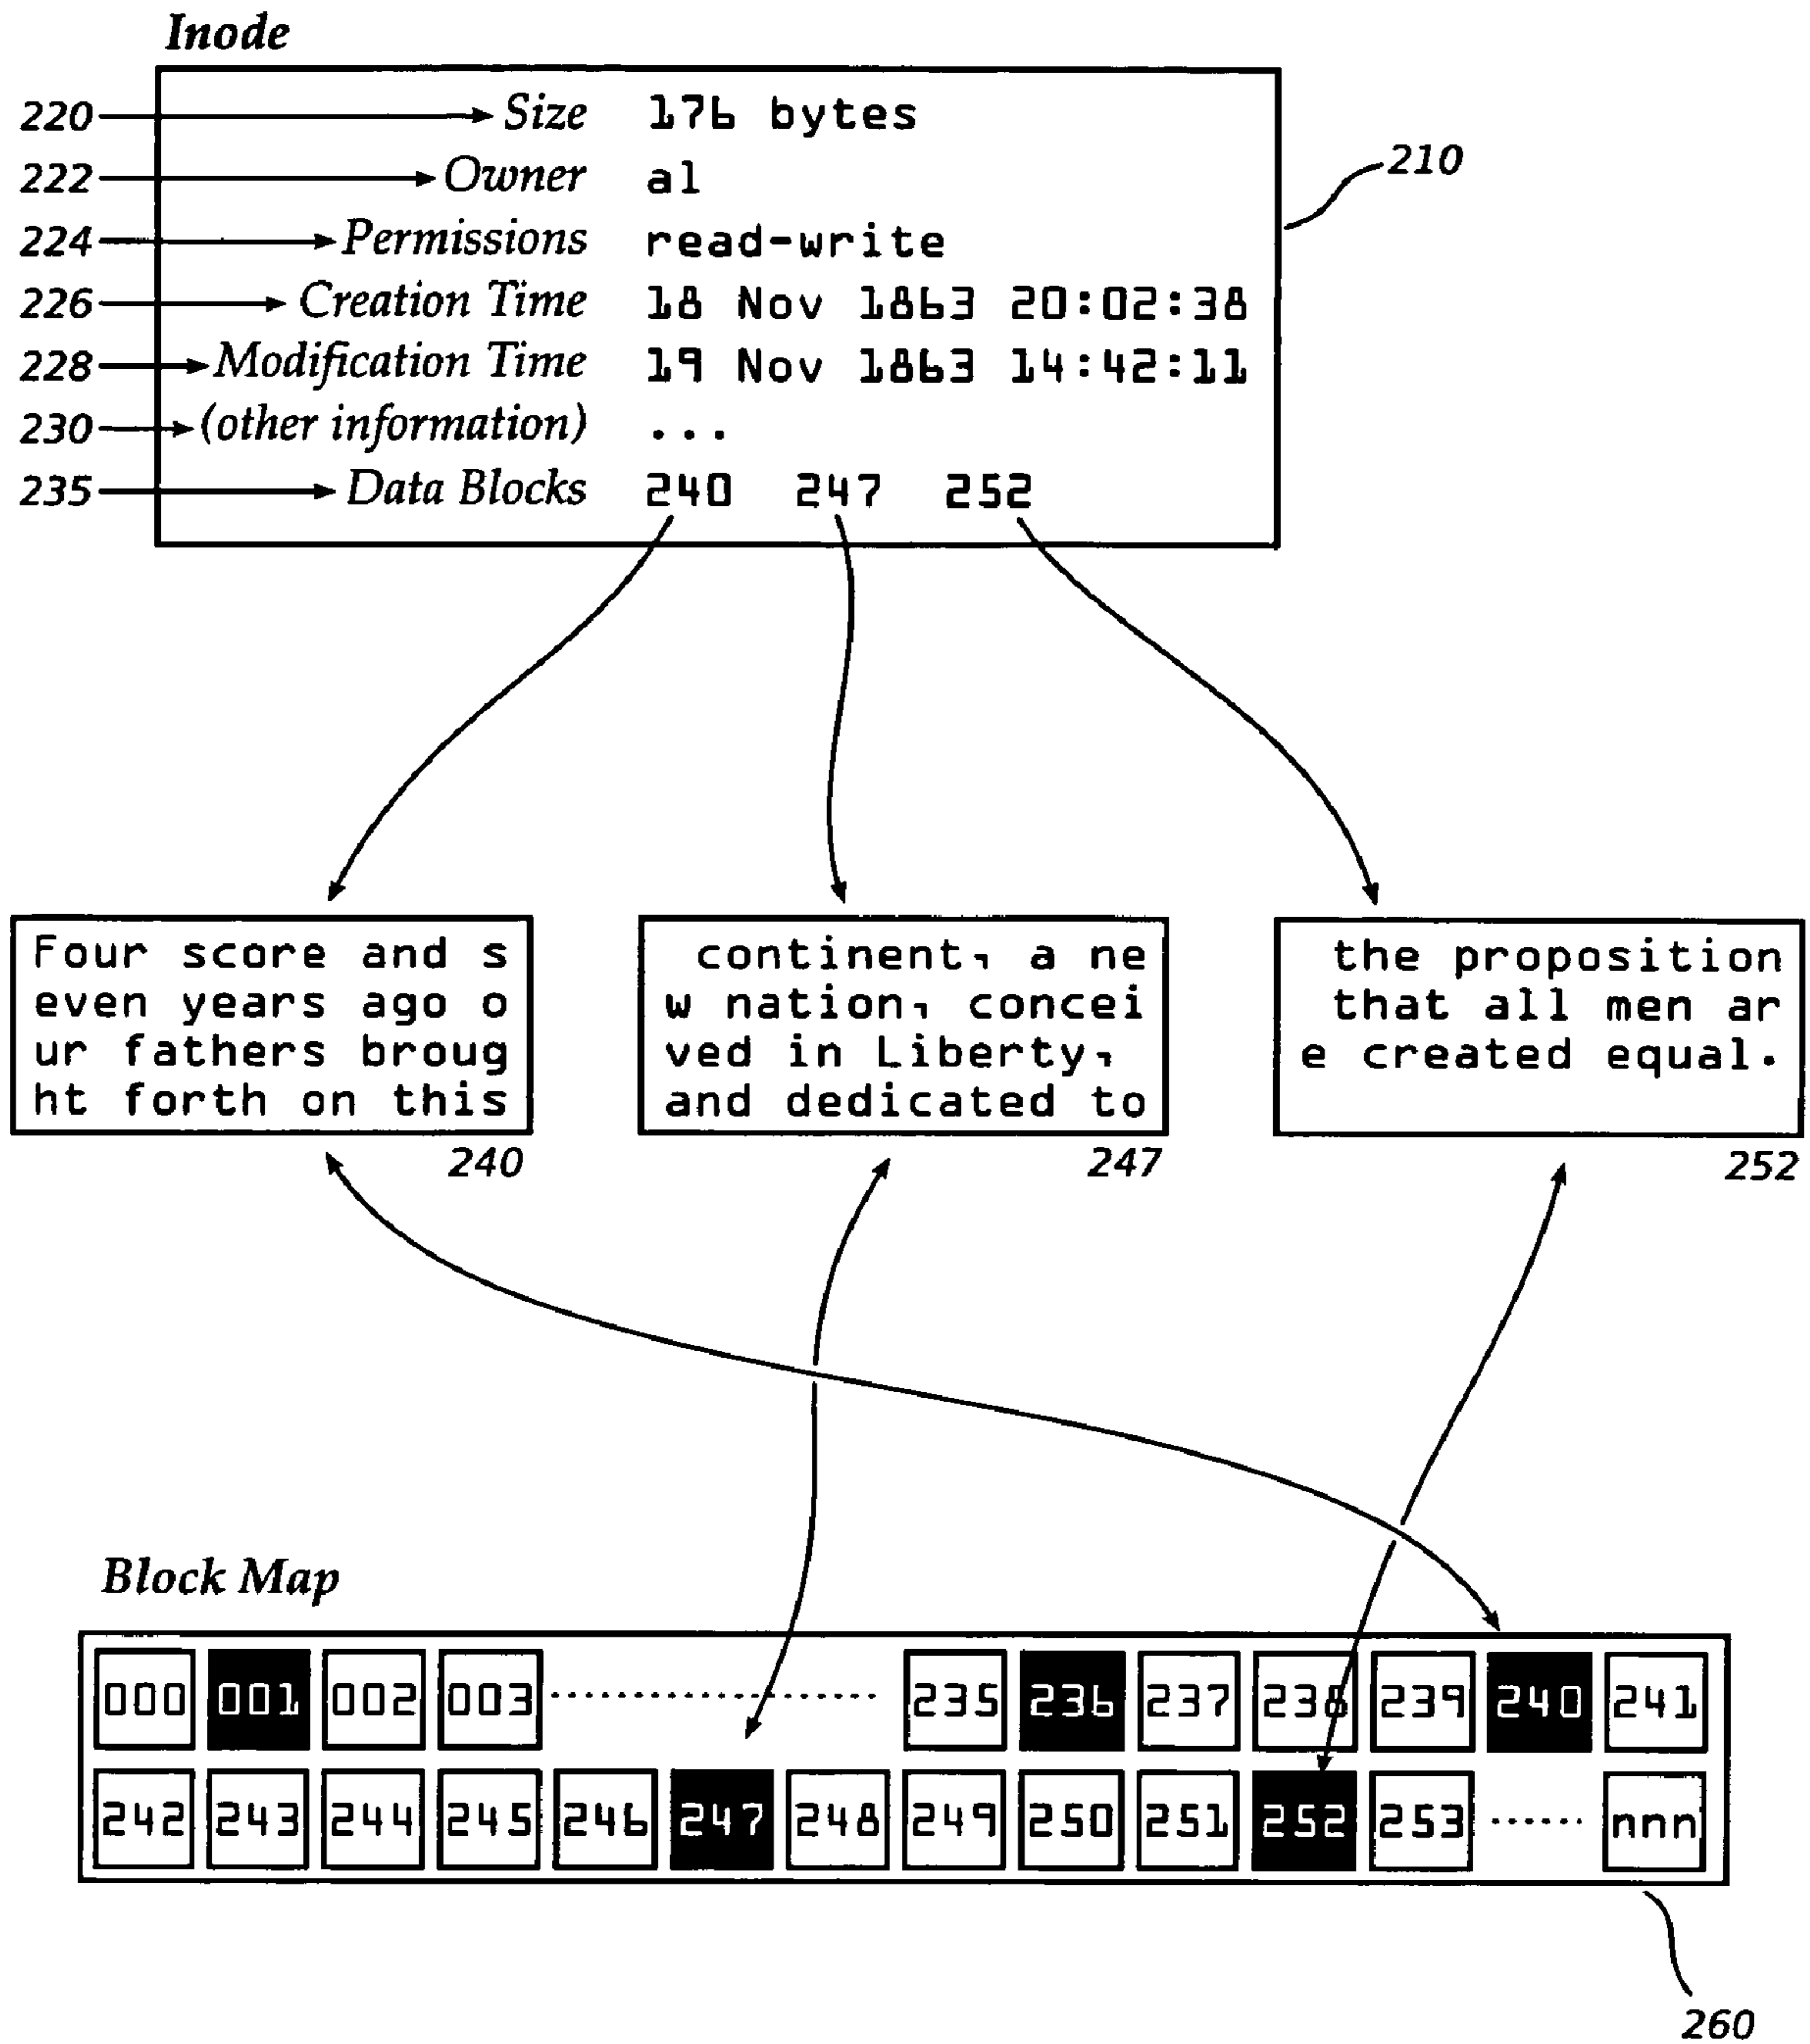 Inode
220 Size 176 bytes
222 Owner al
210
224 Permissions read-write
226 Creation Time 18 Nov 1863 20:02:38
228 Modification Time 19 Nov 1863 14:42:11
230 (other information) ...
235 Data Blocks 240 247 252
Four score and s
even years ago o
ur fathers broug
ht forth on this
240
continent, a ne
w nation, concei
ved in Liberty,
and dedicated to
247
the proposition
that all men ar
e created equal.
252
Block Map
000 001 002 003 ............ 235 236 237 238 239 240 241
242 243 244 245 246 247 248 249 250 251 252 253 ...... nnn
260